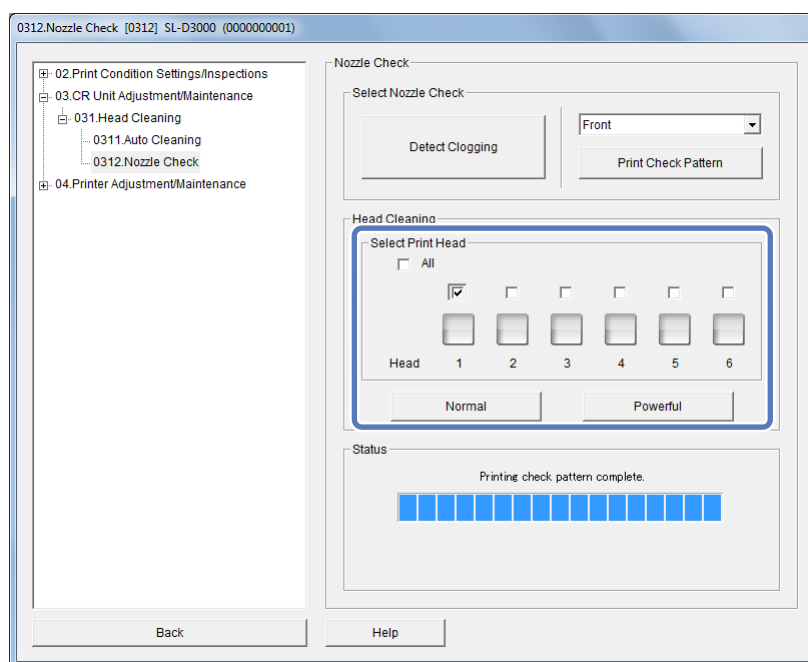 0312.Nozzle Check [0312] SL-D3000 (0000000001)
02.Print Condition Settings/Inspections
03.CR Unit Adjustment/Maintenance
031.Head Cleaning
0311.Auto Cleaning
0312.Nozzle Check
04.Printer Adjustment/Maintenance
Nozzle Check
Select Nozzle Check
Detect Clogging
Front
Print Check Pattern
Head Cleaning
Select Print Head
All
Head 1 2 3 4 5 6
Normal Powerful
Status
Printing check pattern complete.
Back Help